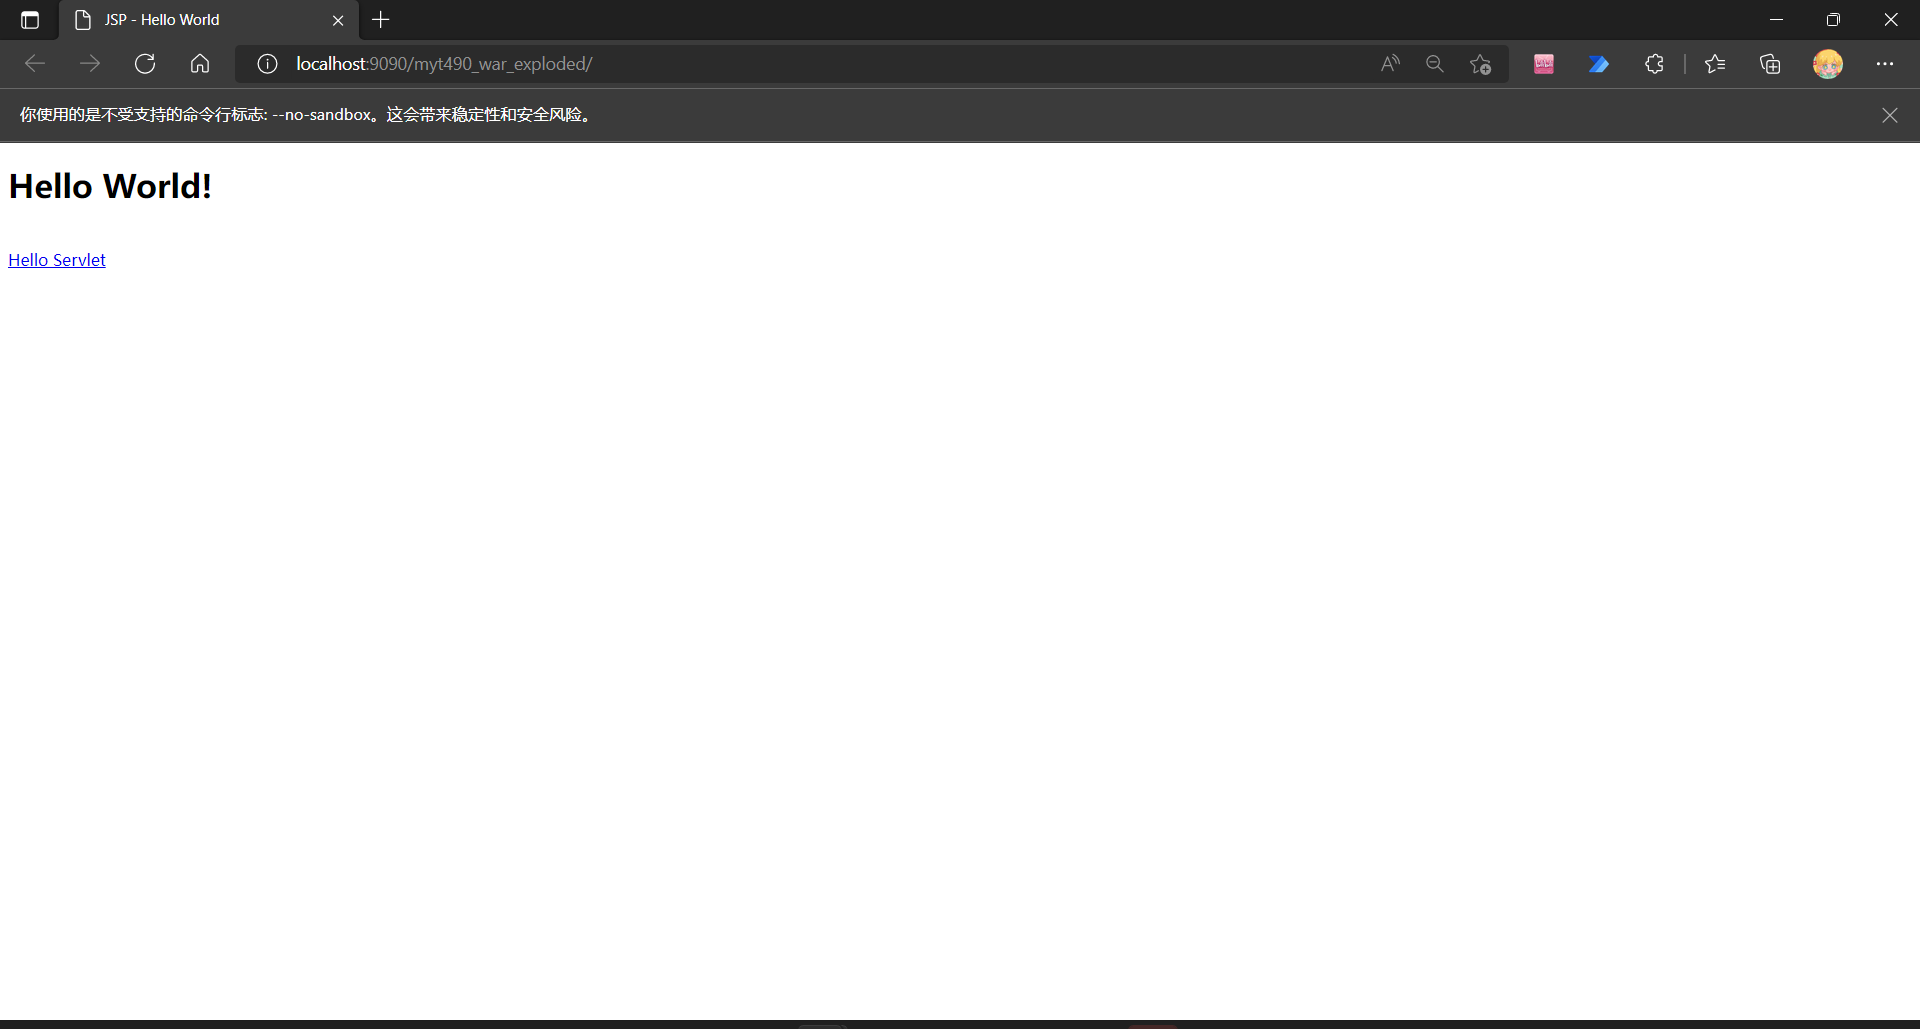 JSP - Hello World
localhost:9090/myt490_war_exploded/
你使用的是不受支持的命令行标志: --no-sandbox。这会带来稳定性和安全风险。
Hello World!
Hello Servlet